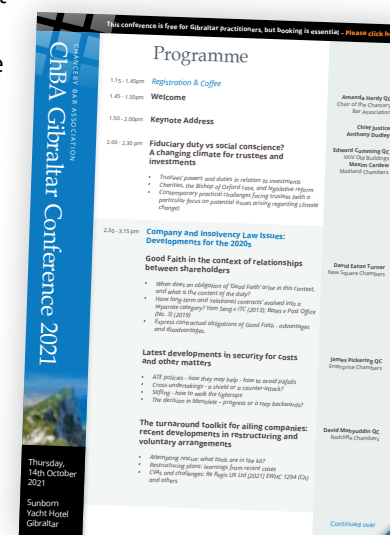 This conference is free for Gibraltar practitioners, but booking is essential – Please click h
CHANCERY BAR ASSOCIATION
ChBA Gibraltar Conference 2021
Programme
1.15 - 1.45pm Registration & Coffee
1.45 - 1.50pm Welcome
Amanda Hardy QC
Chair of the Chancery
Bar Association
1.50 - 2.00pm Keynote Address
Chief Justice
Anthony Dudley
2.00 - 2.30 pm Fiduciary duty vs social conscience?
A changing climate for trustees and
investments
Edward Cumming QC
XXIV Old Buildings
Maxim Cardew
Maitland Chambers
• Trustees' powers and duties in relation to investments
• Charities, the Bishop of Oxford case, and legislative reform
• Contemporary practical challenges facing trustees (with a
particular focus on potential issues arising regarding climate
change)
2.30 - 3.15 pm Company and Insolvency Law Issues:
Developments for the 2020s
Good Faith in the context of relationships
between shareholders
David Eaton Turner
New Square Chambers
• When does an obligation of 'Good Faith' arise in this Context,
and what is the content of the duty?
• Have long-term and 'relational contracts' evolved into a
separate category? Yam Seng v ITC (2013); Bates v Post Office
(No. 3) (2019)
• Express contractual obligations of Good Faith - advantages
and disadvantages.
Latest developments in security for costs
and other matters
James Pickering QC
Enterprise Chambers
• ATE policies - how they may help - how to avoid pitfalls
• Cross-undertakings - a shield or a counter-attack?
• Stifling - how to walk the tightrope
• The decision in Manolete – progress or a step backwards?
The turnaround toolkit for ailing companies:
recent developments in restructuring and
voluntary arrangements
David Mohyuddin QC
Radcliffe Chambers
• Attempting rescue: what tools are in the kit?
• Restructuring plans: learnings from recent cases
• CVAs and challenges: Re Regis UK Ltd [2021] EWHC 1294 (Ch)
and others
Thursday,
14th October
2021
Sunborn
Yacht Hotel
Gibraltar
Continued over